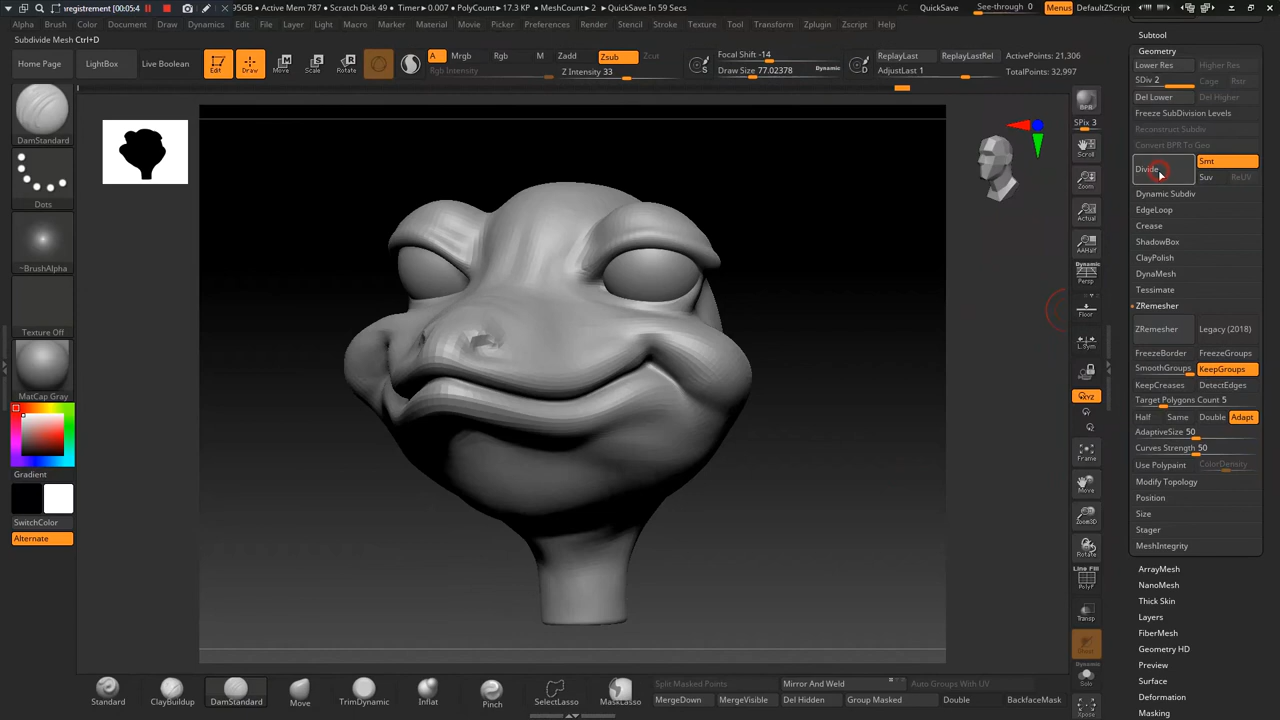 nregistrement [00:05:4
95GB ● Active Mem 787 ● Scratch Disk 49 ● Timer▶0.007 ● PolyCount▶17.3 KP ● MeshCount▶2 ▶QuickSave In 59 Secs
AC QuickSave See-through 0 Menus DefaultZScript
Alpha Brush Color Document Draw Dynamics Edit File Layer Light Macro Marker Material Movie Picker Preferences Render Stencil Stroke Texture Tool Transform Zplugin Zscript Help
Subdivide Mesh Ctrl+D
Home Page LightBox Live Boolean Edit Draw Move Scale Rotate
A Mrgb Rgb M Zadd Zsub Zcut
Rgb Intensity Z Intensity 33
Focal Shift -14
Draw Size 77.02378 Dynamic
S D
ReplayLast ReplayLastRel ActivePoints: 21,306
AdjustLast 1 TotalPoints: 32,997
DamStandard
Dots
~BrushAlpha
Texture Off
MatCap Gray
Gradient
SwitchColor
Alternate
BPR
SPix 3
Scroll
Zoom
Actual
AAHalf
Dynamic
Persp
Floor
L.Sym
XYZ
Frame
Move
Zoom3D
Rotate
Line Fill
PolyF
Transp
Ghost
Dynamic
Solo
Xpose
Subtool
Geometry
Lower Res Higher Res
SDiv 2 Cage Rstr
Del Lower Del Higher
Freeze SubDivision Levels
Reconstruct Subdiv
Convert BPR To Geo
Divide Smt
Suv ReUV
Dynamic Subdiv
EdgeLoop
Crease
ShadowBox
ClayPolish
DynaMesh
Tessimate
ZRemesher
ZRemesher Legacy (2018)
FreezeBorder FreezeGroups
SmoothGroups KeepGroups
KeepCreases DetectEdges
Target Polygons Count 5
Half Same Double Adapt
AdaptiveSize 50
Curves Strength 50
Use Polypaint ColorDensity
Modify Topology
Position
Size
Stager
MeshIntegrity
ArrayMesh
NanoMesh
Thick Skin
Layers
FiberMesh
Geometry HD
Preview
Surface
Deformation
Masking
Standard ClayBuildup DamStandard Move TrimDynamic Inflat Pinch SelectLasso MaskLasso
Split Masked Points Mirror And Weld Auto Groups With UV
MergeDown MergeVisible Del Hidden Group Masked Double BackfaceMask